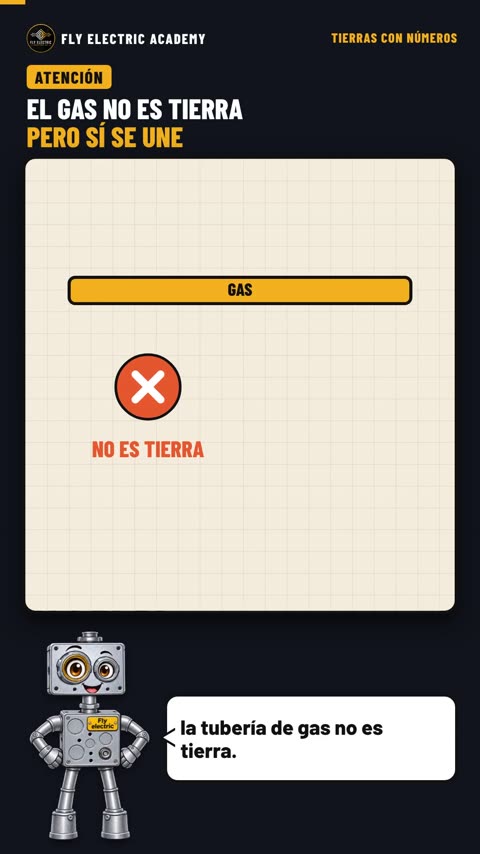 FLY ELECTRIC ACADEMY
TIERRAS CON NÚMEROS
ATENCIÓN
EL GAS NO ES TIERRA
PERO SÍ SE UNE
GAS
NO ES TIERRA
Fly
electric
la tubería de gas no es
tierra.